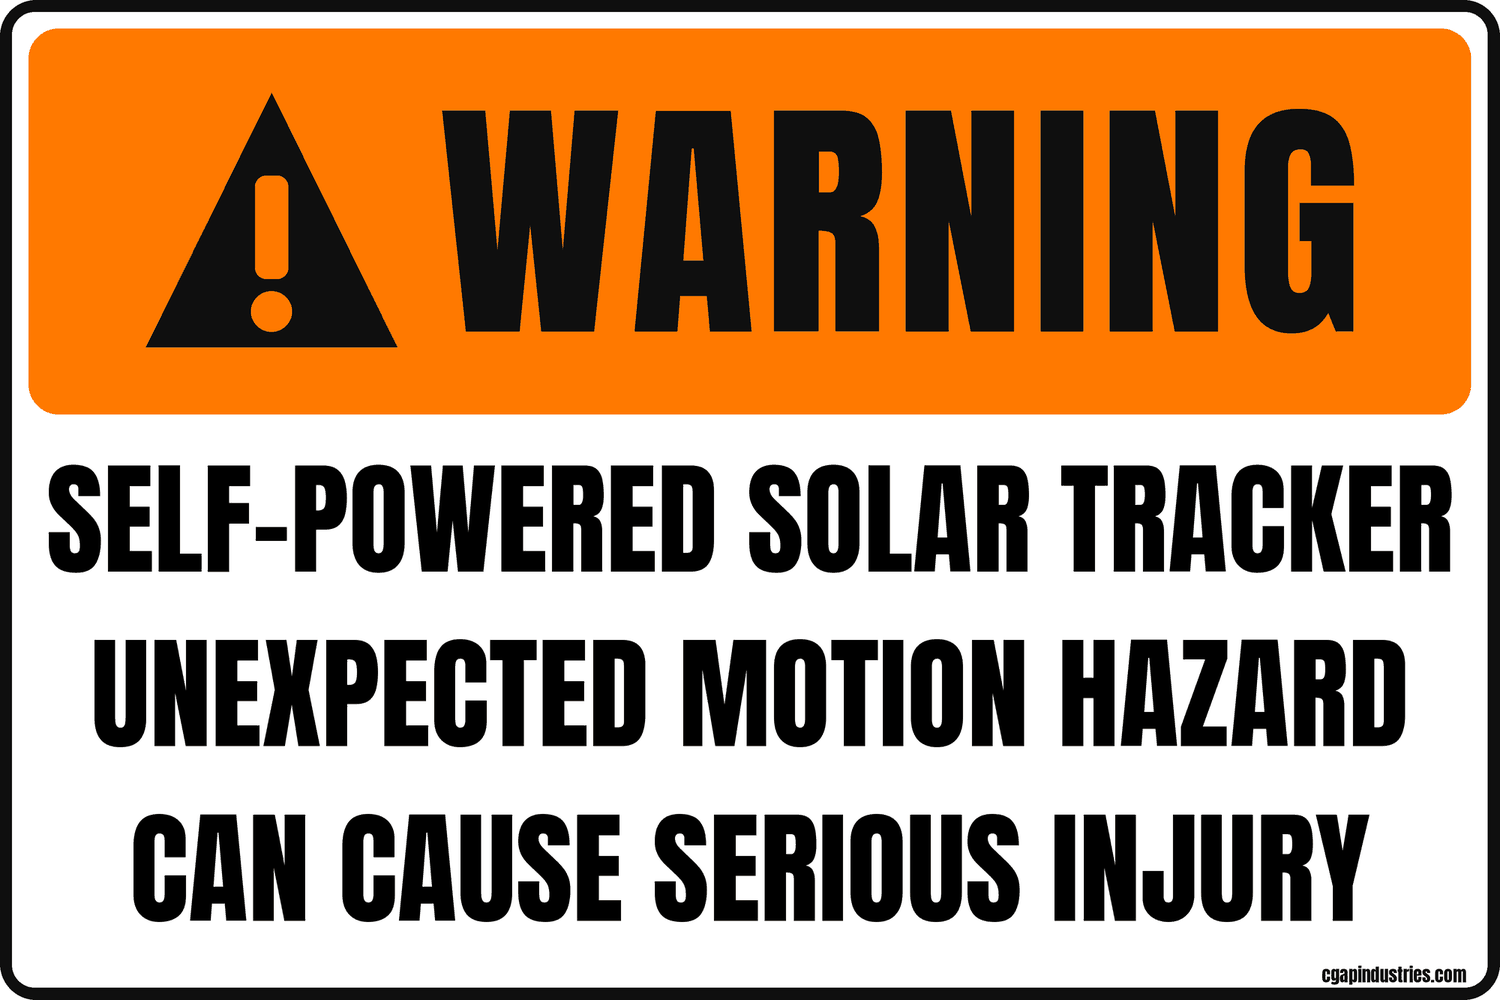 WARNING
SELF-POWERED SOLAR TRACKER
UNEXPECTED MOTION HAZARD
CAN CAUSE SERIOUS INJURY
cgapindustries.com